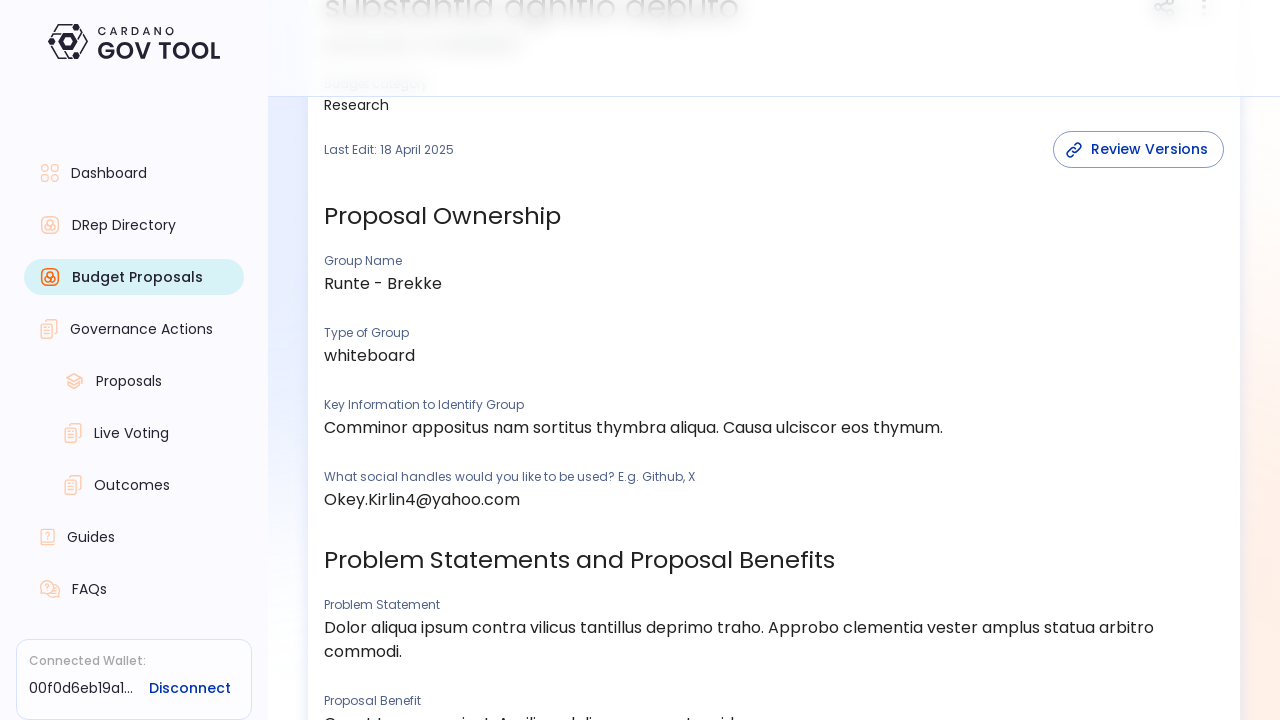 CARDANO
GOV TOOL
Dashboard
DRep Directory
Budget Proposals
Governance Actions
Proposals
Live Voting
Outcomes
Guides
FAQs
Connected Wallet:
00f0d6eb19a1...
Disconnect
substantia agnitio deputo
Budget Category
Research
Last Edit: 18 April 2025
Review Versions
Proposal Ownership
Group Name
Runte - Brekke
Type of Group
whiteboard
Key Information to Identify Group
Comminor appositus nam sortitus thymbra aliqua. Causa ulciscor eos thymum.
What social handles would you like to be used? E.g. Github, X
Okey.Kirlin4@yahoo.com
Problem Statements and Proposal Benefits
Problem Statement
Dolor aliqua ipsum contra vilicus tantillus deprimo traho. Approbo clementia vester amplus statua arbitro
commodi.
Proposal Benefit